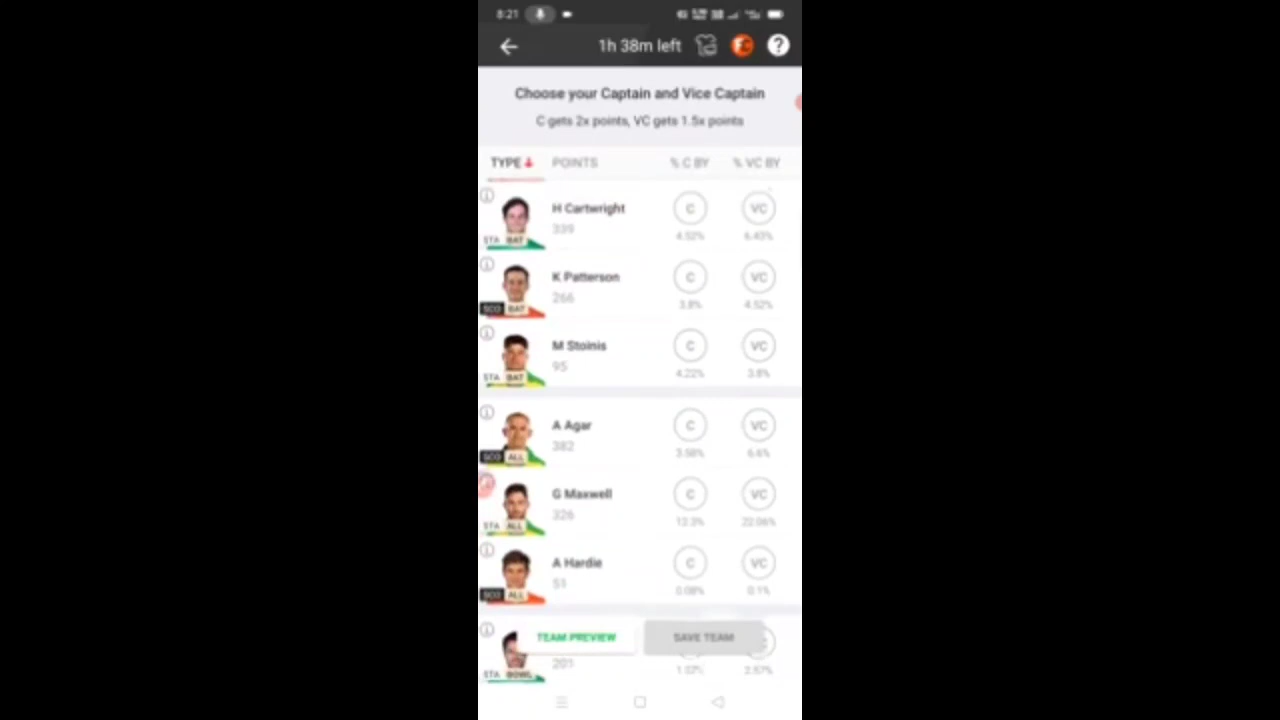 8:21
1h 38m left
?
Choose your Captain and Vice Captain
C gets 2x points, VC gets 1.5x points
TYPE POINTS % C BY % VC BY
H Cartwright
339
C VC
4.52% 6.43%
STA BAT
K Patterson
266
C VC
3.8% 4.52%
SCO BAT
M Stoinis
95
C VC
4.22% 3.8%
STA BAT
A Agar
382
C VC
3.58% 6.6%
SCO ALL
G Maxwell
326
C VC
13.3% 22.06%
STA ALL
A Hardie
51
C VC
0.08% 0.1%
SCO ALL
TEAM PREVIEW SAVE TEAM
201
1.02% 2.67%
STA BOWL